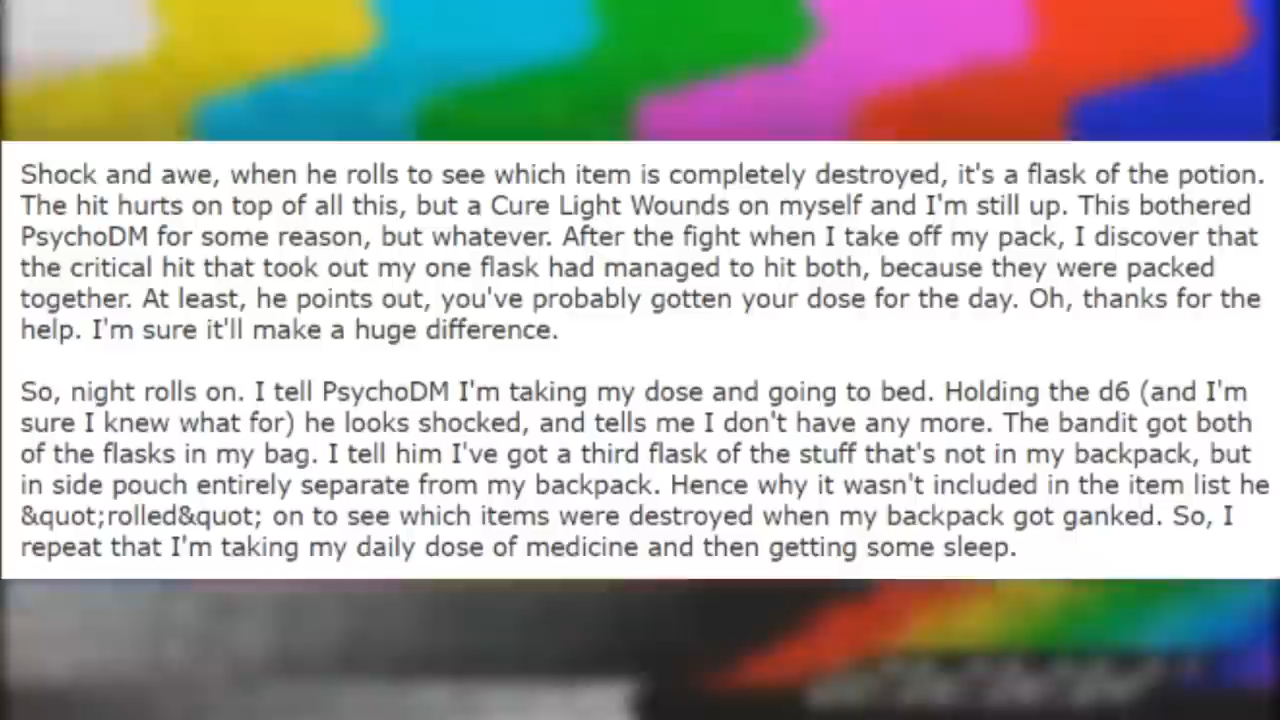 Shock and awe, when he rolls to see which item is completely destroyed, it's a flask of the potion.
The hit hurts on top of all this, but a Cure Light Wounds on myself and I'm still up. This bothered
PsychoDM for some reason, but whatever. After the fight when I take off my pack, I discover that
the critical hit that took out my one flask had managed to hit both, because they were packed
together. At least, he points out, you've probably gotten your dose for the day. Oh, thanks for the
help. I'm sure it'll make a huge difference.
So, night rolls on. I tell PsychoDM I'm taking my dose and going to bed. Holding the d6 (and I'm
sure I knew what for) he looks shocked, and tells me I don't have any more. The bandit got both
of the flasks in my bag. I tell him I've got a third flask of the stuff that's not in my backpack, but
in side pouch entirely separate from my backpack. Hence why it wasn't included in the item list he
&quot;rolled&quot; on to see which items were destroyed when my backpack got ganked. So, I
repeat that I'm taking my daily dose of medicine and then getting some sleep.